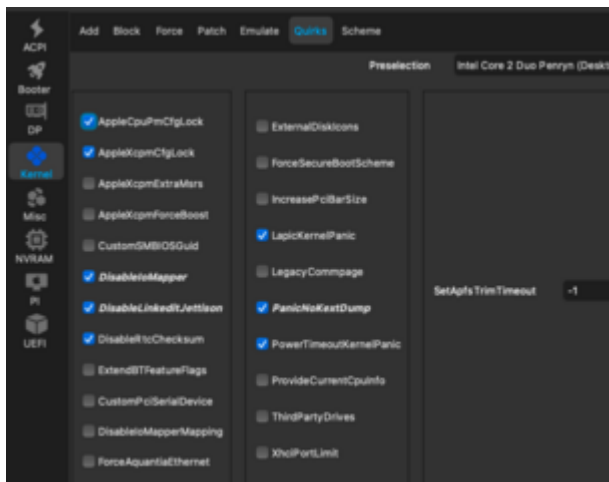 Add Block Force Patch Emulate Quirks Scheme
Preselection Intel Core 2 Duo Penryn (Deskt
ACPI
Booter
DP
Kernel
Misc
NVRAM
PI
UEFI
AppleCpuPmCfgLock
AppleXcpmCfgLock
AppleXcpmExtraMsrs
AppleXcpmForceBoost
CustomSMBIOSGuid
DisableIoMapper
DisableLinkeditJettison
DisableRtcChecksum
ExtendBTFeatureFlags
CustomPciSerialDevice
DisableIoMapperMapping
ForceAquantiaEthernet
ExternalDiskIcons
ForceSecureBootScheme
IncreasePciBarSize
LapicKernelPanic
LegacyCommpage
PanicNoKextDump
PowerTimeoutKernelPanic
ProvideCurrentCpuInfo
ThirdPartyDrives
XhciPortLimit
SetApfsTrimTimeout -1